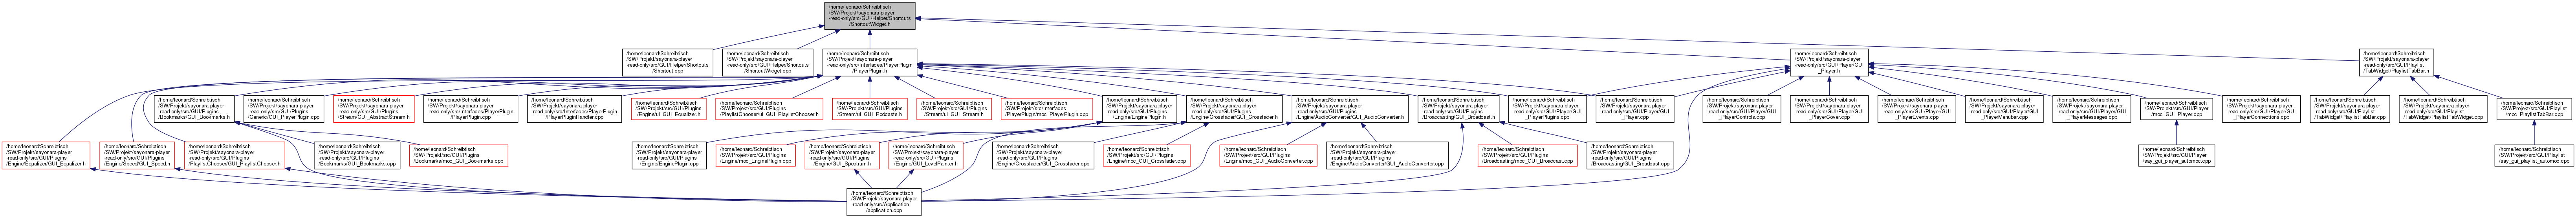 /home/leonard/Schreibtisch
/SW/Projekt/sayonara-player
-read-only/src/GUI/Helper/Shortcuts
/ShortcutWidget.h
/home/leonard/Schreibtisch
/SW/Projekt/sayonara-player
-read-only/src/GUI/Helper/Shortcuts
/Shortcut.cpp
/home/leonard/Schreibtisch
/SW/Projekt/sayonara-player
-read-only/src/GUI/Helper/Shortcuts
/ShortcutWidget.cpp
/home/leonard/Schreibtisch
/SW/Projekt/sayonara-player
-read-only/src/Interfaces/PlayerPlugin
/PlayerPlugin.h
/home/leonard/Schreibtisch
/SW/Projekt/sayonara-player
-read-only/src/GUI/Player/GUI
_Player.h
/home/leonard/Schreibtisch
/SW/Projekt/sayonara-player
-read-only/src/GUI/Playlist
/TabWidget/PlaylistTabBar.h
/home/leonard/Schreibtisch
/SW/Projekt/sayonara-player
-read-only/src/GUI/Plugins
/Bookmarks/GUI_Bookmarks.h
/home/leonard/Schreibtisch
/SW/Projekt/sayonara-player
-read-only/src/GUI/Plugins
/Generic/GUI_PlayerPlugin.cpp
/home/leonard/Schreibtisch
/SW/Projekt/sayonara-player
-read-only/src/GUI/Plugins
/Stream/GUI_AbstractStream.h
/home/leonard/Schreibtisch
/SW/Projekt/sayonara-player
-read-only/src/Interfaces/PlayerPlugin
/PlayerPlugin.cpp
/home/leonard/Schreibtisch
/SW/Projekt/sayonara-player
-read-only/src/Interfaces/PlayerPlugin
/PlayerPluginHandler.cpp
/home/leonard/Schreibtisch
/SW/Projekt/src/GUI/Plugins
/Engine/ui_GUI_Equalizer.h
/home/leonard/Schreibtisch
/SW/Projekt/src/GUI/Plugins
/PlaylistChooser/ui_GUI_PlaylistChooser.h
/home/leonard/Schreibtisch
/SW/Projekt/src/GUI/Plugins
/Stream/ui_GUI_Podcasts.h
/home/leonard/Schreibtisch
/SW/Projekt/src/GUI/Plugins
/Stream/ui_GUI_Stream.h
/home/leonard/Schreibtisch
/SW/Projekt/src/Interfaces
/PlayerPlugin/moc_PlayerPlugin.cpp
/home/leonard/Schreibtisch
/SW/Projekt/sayonara-player
-read-only/src/GUI/Plugins
/Engine/EnginePlugin.h
/home/leonard/Schreibtisch
/SW/Projekt/sayonara-player
-read-only/src/GUI/Plugins
/Engine/Crossfader/GUI_Crossfader.h
/home/leonard/Schreibtisch
/SW/Projekt/sayonara-player
-read-only/src/GUI/Plugins
/Engine/AudioConverter/GUI_AudioConverter.h
/home/leonard/Schreibtisch
/SW/Projekt/sayonara-player
-read-only/src/GUI/Plugins
/Broadcasting/GUI_Broadcast.h
/home/leonard/Schreibtisch
/SW/Projekt/sayonara-player
-read-only/src/GUI/Player/GUI
_PlayerPlugins.cpp
/home/leonard/Schreibtisch
/SW/Projekt/sayonara-player
-read-only/src/GUI/Player/GUI
_Player.cpp
/home/leonard/Schreibtisch
/SW/Projekt/sayonara-player
-read-only/src/GUI/Player/GUI
_PlayerControls.cpp
/home/leonard/Schreibtisch
/SW/Projekt/sayonara-player
-read-only/src/GUI/Player/GUI
_PlayerCover.cpp
/home/leonard/Schreibtisch
/SW/Projekt/sayonara-player
-read-only/src/GUI/Player/GUI
_PlayerEvents.cpp
/home/leonard/Schreibtisch
/SW/Projekt/sayonara-player
-read-only/src/GUI/Player/GUI
_PlayerMenubar.cpp
/home/leonard/Schreibtisch
/SW/Projekt/sayonara-player
-read-only/src/GUI/Player/GUI
_PlayerMessages.cpp
/home/leonard/Schreibtisch
/SW/Projekt/src/GUI/Player
/moc_GUI_Player.cpp
/home/leonard/Schreibtisch
/SW/Projekt/sayonara-player
-read-only/src/GUI/Player/GUI
_PlayerConnections.cpp
/home/leonard/Schreibtisch
/SW/Projekt/sayonara-player
-read-only/src/GUI/Playlist
/TabWidget/PlaylistTabBar.cpp
/home/leonard/Schreibtisch
/SW/Projekt/sayonara-player
-read-only/src/GUI/Playlist
/TabWidget/PlaylistTabWidget.cpp
/home/leonard/Schreibtisch
/SW/Projekt/src/GUI/Playlist
/moc_PlaylistTabBar.cpp
/home/leonard/Schreibtisch
/SW/Projekt/sayonara-player
-read-only/src/GUI/Plugins
/Engine/Equalizer/GUI_Equalizer.h
/home/leonard/Schreibtisch
/SW/Projekt/sayonara-player
-read-only/src/GUI/Plugins
/Engine/Speed/GUI_Speed.h
/home/leonard/Schreibtisch
/SW/Projekt/sayonara-player
-read-only/src/GUI/Plugins
/PlaylistChooser/GUI_PlaylistChooser.h
/home/leonard/Schreibtisch
/SW/Projekt/sayonara-player
-read-only/src/GUI/Plugins
/Bookmarks/GUI_Bookmarks.cpp
/home/leonard/Schreibtisch
/SW/Projekt/src/GUI/Plugins
/Bookmarks/moc_GUI_Bookmarks.cpp
/home/leonard/Schreibtisch
/SW/Projekt/sayonara-player
-read-only/src/GUI/Plugins
/Engine/EnginePlugin.cpp
/home/leonard/Schreibtisch
/SW/Projekt/src/GUI/Plugins
/Engine/moc_EnginePlugin.cpp
/home/leonard/Schreibtisch
/SW/Projekt/sayonara-player
-read-only/src/GUI/Plugins
/Engine/GUI_Spectrum.h
/home/leonard/Schreibtisch
/SW/Projekt/sayonara-player
-read-only/src/GUI/Plugins
/Engine/GUI_LevelPainter.h
/home/leonard/Schreibtisch
/SW/Projekt/sayonara-player
-read-only/src/GUI/Plugins
/Engine/Crossfader/GUI_Crossfader.cpp
/home/leonard/Schreibtisch
/SW/Projekt/src/GUI/Plugins
/Engine/moc_GUI_Crossfader.cpp
/home/leonard/Schreibtisch
/SW/Projekt/src/GUI/Plugins
/Engine/moc_GUI_AudioConverter.cpp
/home/leonard/Schreibtisch
/SW/Projekt/sayonara-player
-read-only/src/GUI/Plugins
/Engine/AudioConverter/GUI_AudioConverter.cpp
/home/leonard/Schreibtisch
/SW/Projekt/src/GUI/Plugins
/Broadcasting/moc_GUI_Broadcast.cpp
/home/leonard/Schreibtisch
/SW/Projekt/sayonara-player
-read-only/src/GUI/Plugins
/Broadcasting/GUI_Broadcast.cpp
/home/leonard/Schreibtisch
/SW/Projekt/src/GUI/Player
/say_gui_player_automoc.cpp
/home/leonard/Schreibtisch
/SW/Projekt/src/GUI/Playlist
/say_gui_playlist_automoc.cpp
/home/leonard/Schreibtisch
/SW/Projekt/sayonara-player
-read-only/src/Application
/application.cpp